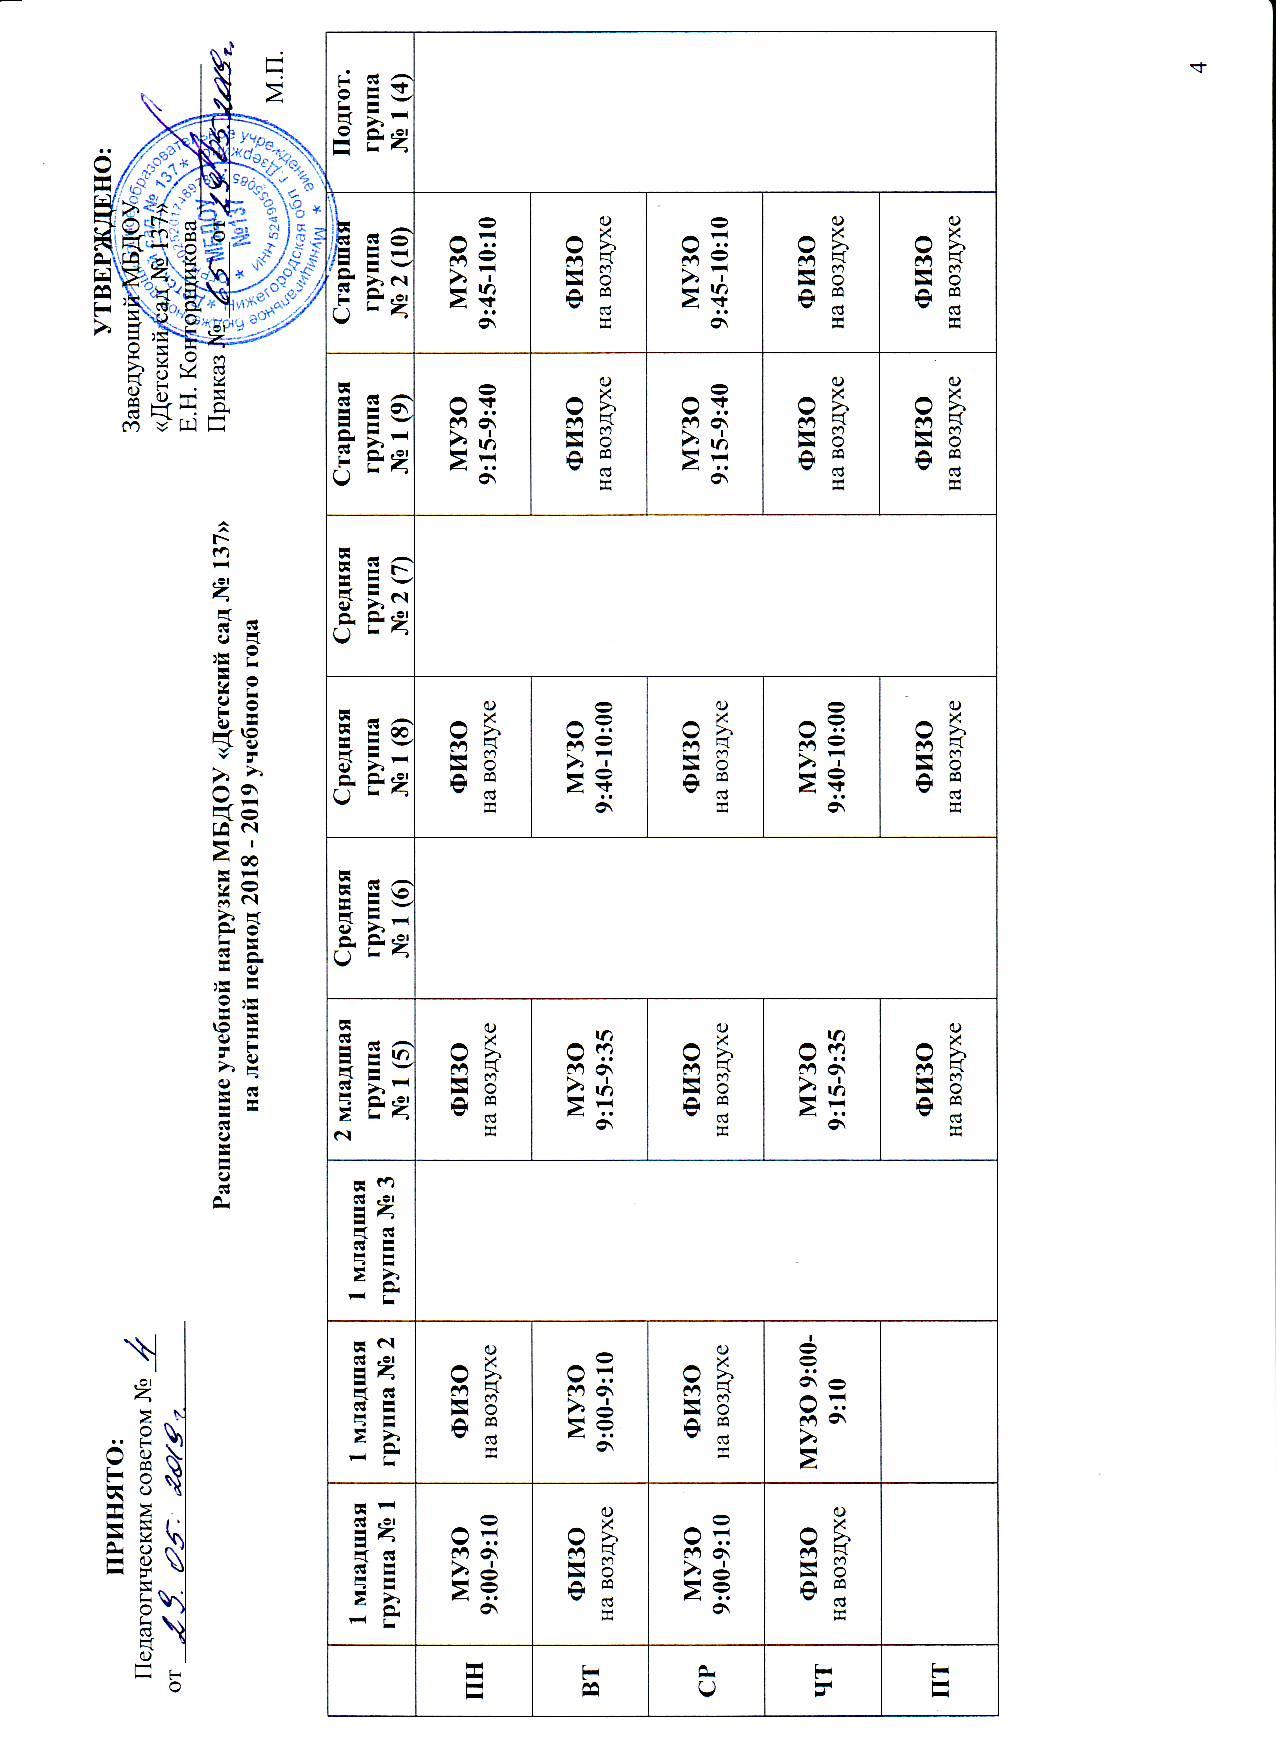 ПРИНЯТО:
Педагогическим советом № 4
от 29. 05. 2019 г.
УТВЕРЖДЕНО:
Заведующий МБДОУ
«Детский сад № 137»
Е.Н. Конторщикова
Приказ № 65 от 29.05.2019г.
М.П.
Расписание учебной нагрузки МБДОУ «Детский сад № 137»
на летний период 2018 - 2019 учебного года
1 младшая
группа № 1
1 младшая
группа № 2
1 младшая
группа № 3
2 младшая
группа
№ 1 (5)
Средняя
группа
№ 1 (6)
Средняя
группа
№ 1 (8)
Средняя
группа
№ 2 (7)
Старшая
группа
№ 1 (9)
Старшая
группа
№ 2 (10)
Подгот.
группа
№ 1 (4)
ПН
МУЗО
9:00-9:10
ФИЗО
на воздухе
ФИЗО
на воздухе
ФИЗО
на воздухе
МУЗО
9:15-9:40
МУЗО
9:45-10:10
ВТ
ФИЗО
на воздухе
МУЗО
9:00-9:10
МУЗО
9:15-9:35
МУЗО
9:40-10:00
ФИЗО
на воздухе
ФИЗО
на воздухе
СР
МУЗО
9:00-9:10
ФИЗО
на воздухе
ФИЗО
на воздухе
ФИЗО
на воздухе
МУЗО
9:15-9:40
МУЗО
9:45-10:10
ЧТ
ФИЗО
на воздухе
МУЗО 9:00-
9:10
МУЗО
9:15-9:35
МУЗО
9:40-10:00
ФИЗО
на воздухе
ФИЗО
на воздухе
ПТ
ФИЗО
на воздухе
ФИЗО
на воздухе
ФИЗО
на воздухе
ФИЗО
на воздухе
4
МБДОУ
№137